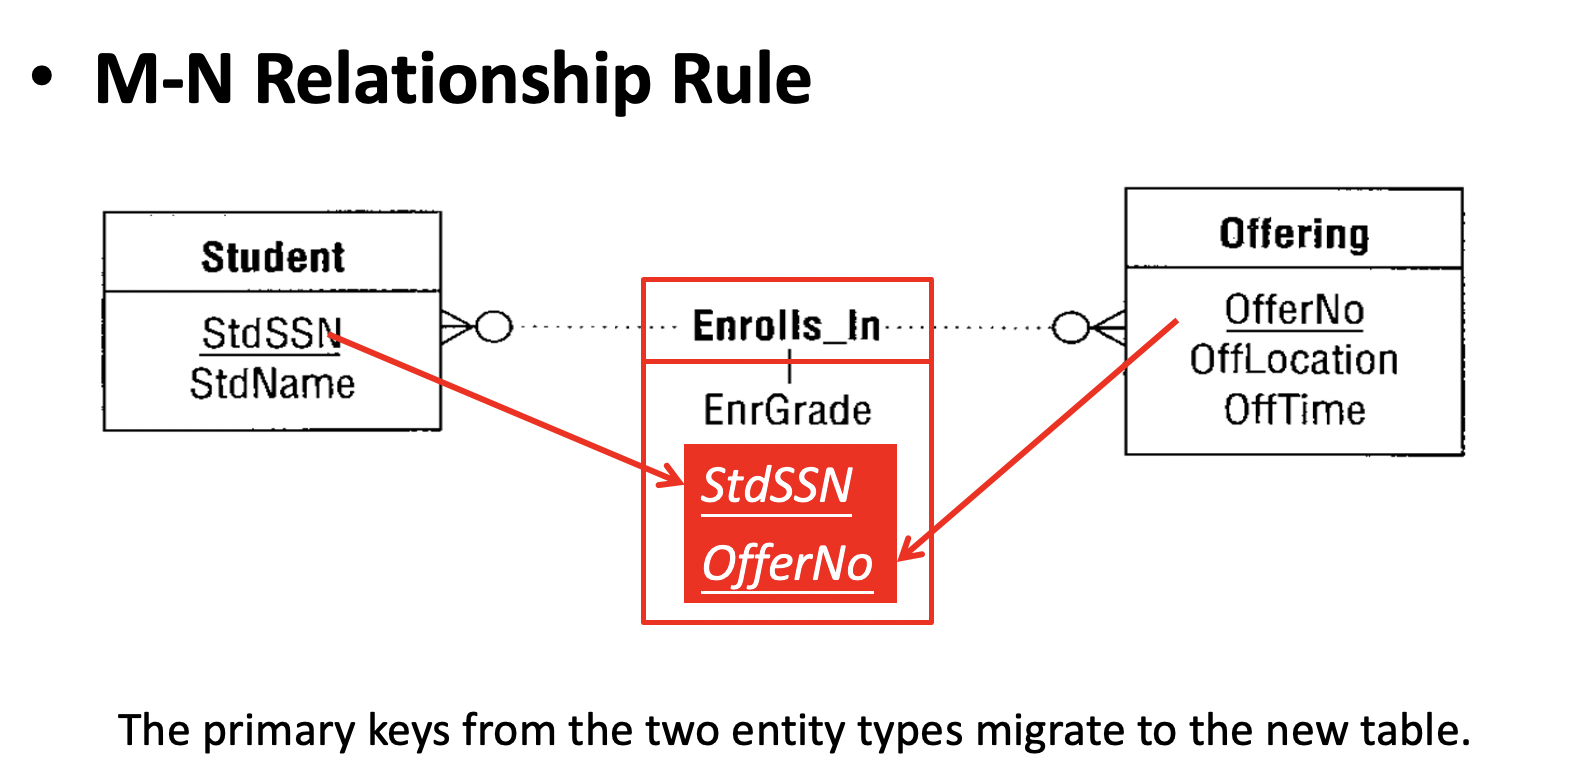 • M-N Relationship Rule
Student
StdSSN
StdName
Enrolls_In
EnrGrade
StdSSN
OfferNo
Offering
OfferNo
OffLocation
OffTime
The primary keys from the two entity types migrate to the new table.